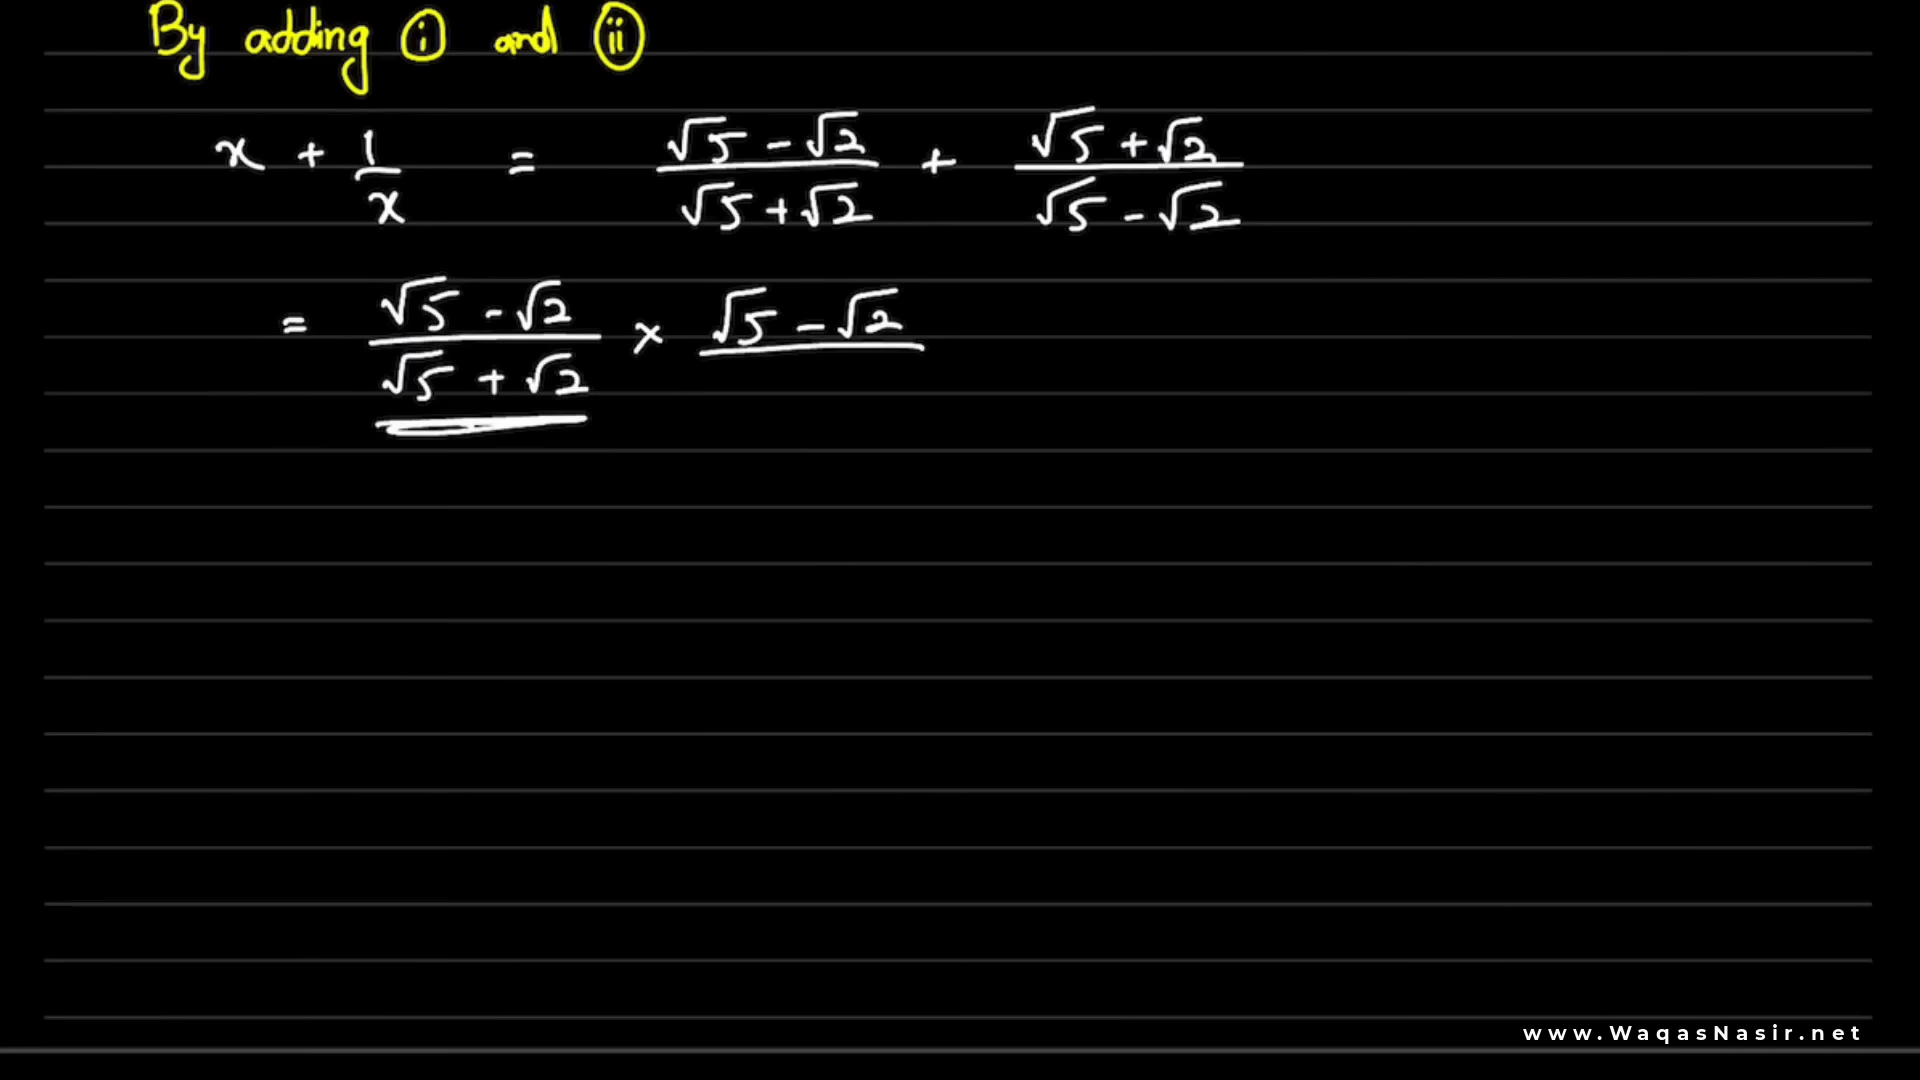 By adding (i) and (ii)
x + 1/x = (√5 - √2)/(√5 + √2) + (√5 + √2)/(√5 - √2)
= (√5 - √2)/(√5 + √2) × (√5 - √2)/
www.WaqasNasir.net